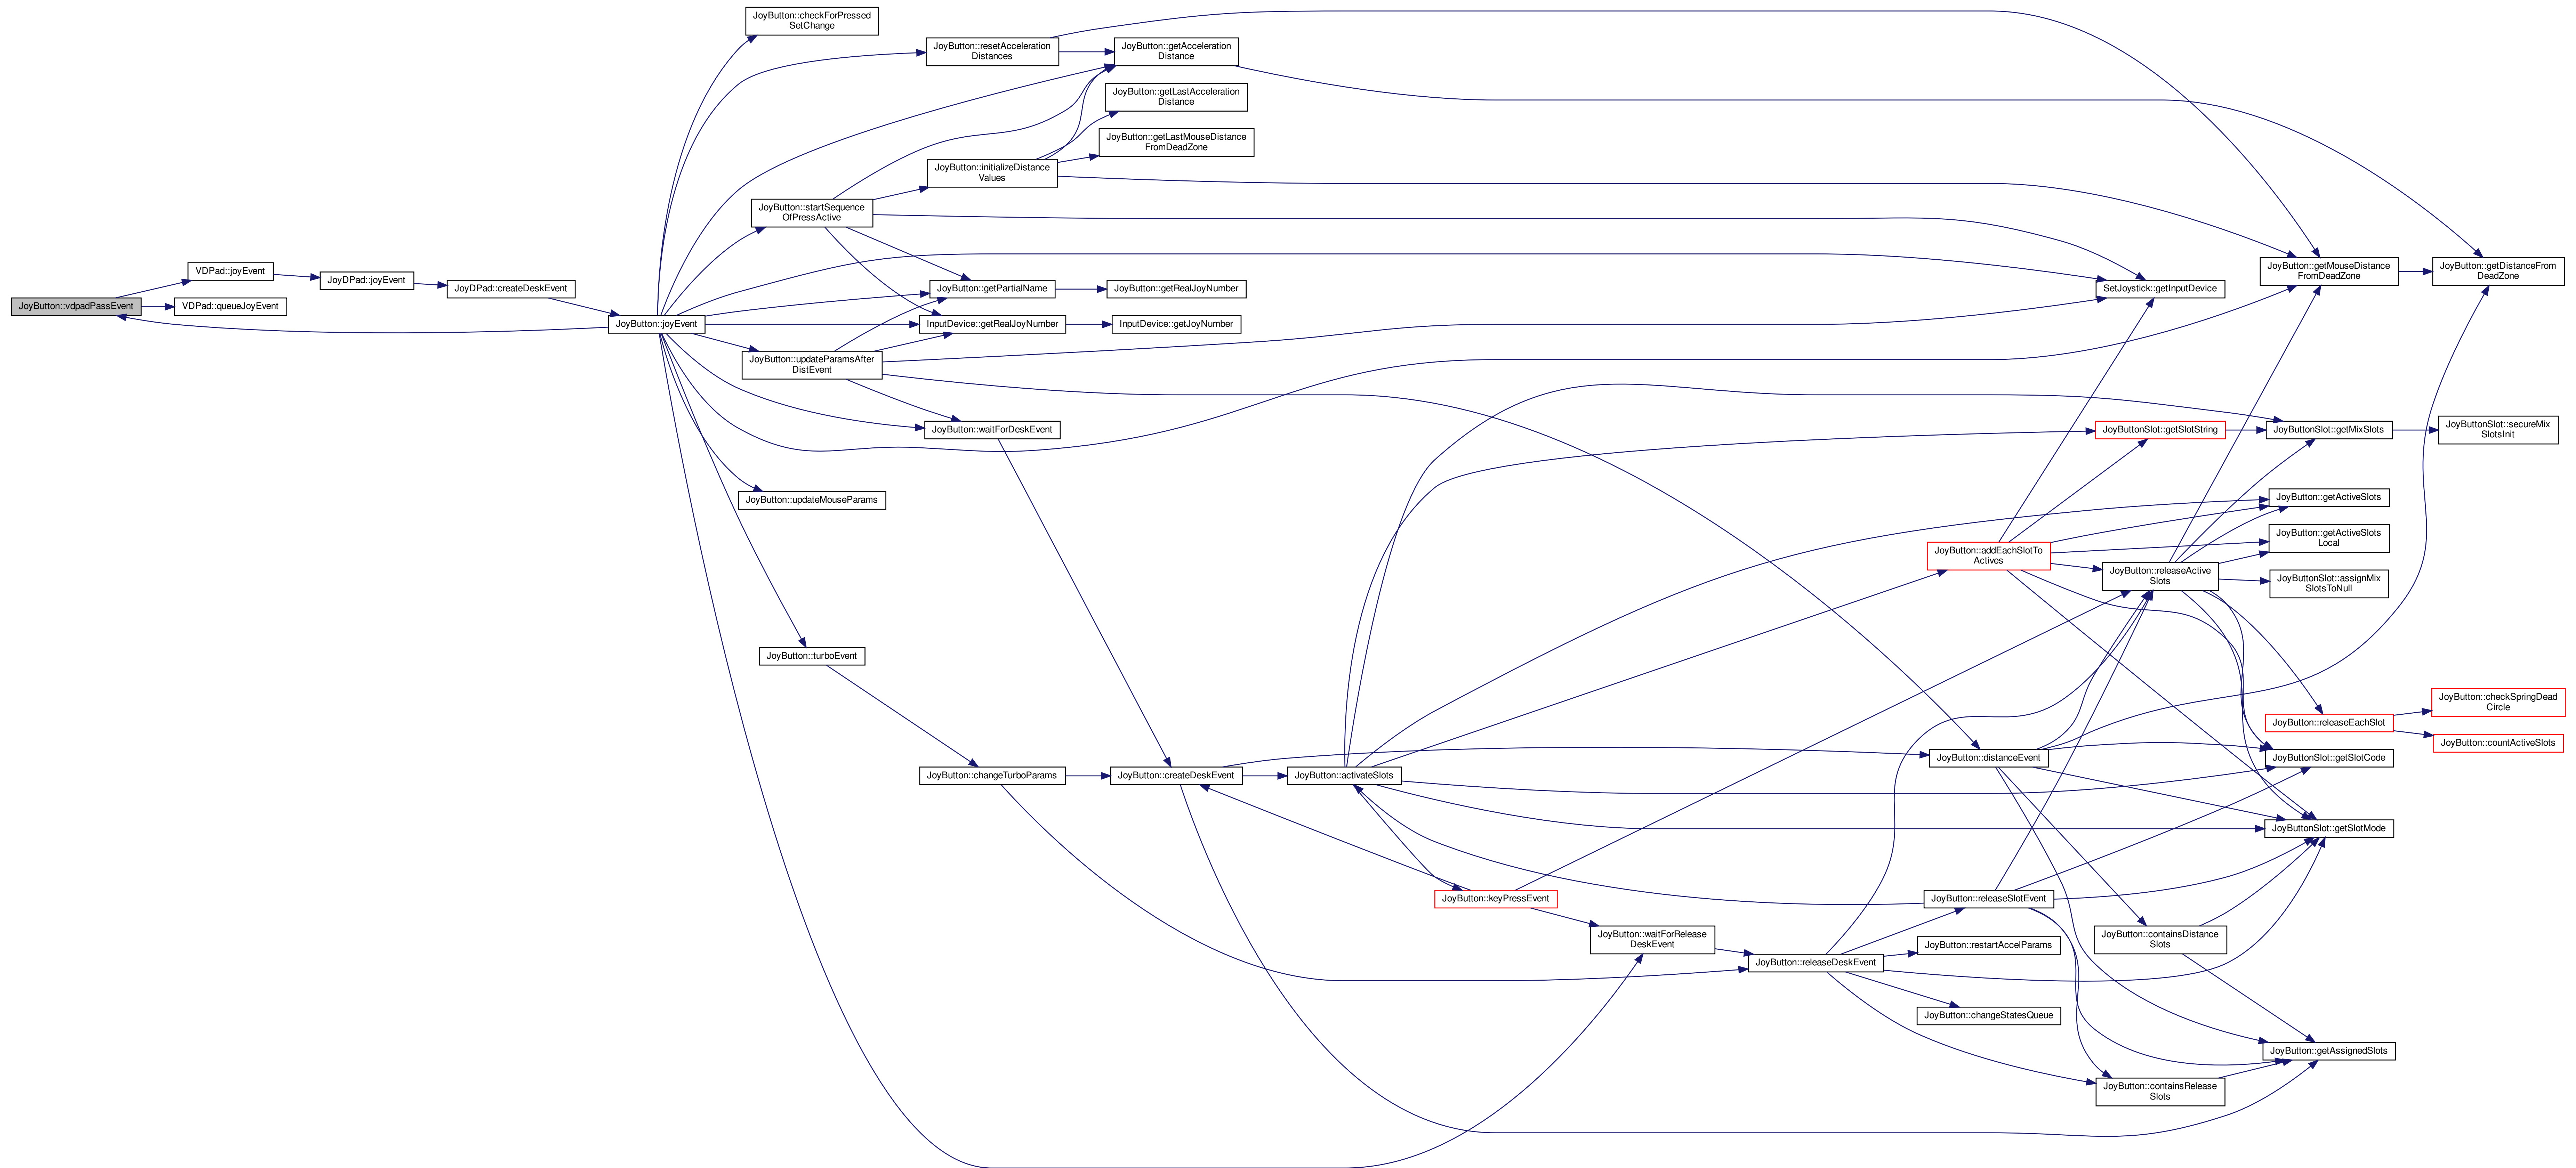 JoyButton::vdpadPassEvent
VDPad::joyEvent
VDPad::queueJoyEvent
JoyDPad::joyEvent
JoyDPad::createDeskEvent
JoyButton::joyEvent
JoyButton::checkForPressed
SetChange
JoyButton::resetAcceleration
Distances
JoyButton::getAcceleration
Distance
JoyButton::getLastAcceleration
Distance
JoyButton::getLastMouseDistance
FromDeadZone
JoyButton::initializeDistance
Values
JoyButton::startSequence
OfPressActive
JoyButton::getPartialName
JoyButton::getRealJoyNumber
InputDevice::getRealJoyNumber
InputDevice::getJoyNumber
JoyButton::updateParamsAfter
DistEvent
JoyButton::waitForDeskEvent
JoyButton::updateMouseParams
JoyButton::turboEvent
JoyButton::changeTurboParams
JoyButton::createDeskEvent
JoyButton::activateSlots
JoyButton::keyPressEvent
JoyButton::waitForRelease
DeskEvent
JoyButton::releaseDeskEvent
JoyButton::addEachSlotTo
Actives
JoyButton::distanceEvent
JoyButton::releaseSlotEvent
JoyButton::restartAccelParams
JoyButton::changeStatesQueue
SetJoystick::getInputDevice
JoyButtonSlot::getSlotString
JoyButton::releaseActive
Slots
JoyButton::containsDistance
Slots
JoyButton::containsRelease
Slots
JoyButton::getMouseDistance
FromDeadZone
JoyButton::getDistanceFrom
DeadZone
JoyButtonSlot::getMixSlots
JoyButtonSlot::secureMix
SlotsInit
JoyButton::getActiveSlots
JoyButton::getActiveSlots
Local
JoyButtonSlot::assignMix
SlotsToNull
JoyButton::releaseEachSlot
JoyButton::checkSpringDead
Circle
JoyButton::countActiveSlots
JoyButtonSlot::getSlotCode
JoyButtonSlot::getSlotMode
JoyButton::getAssignedSlots